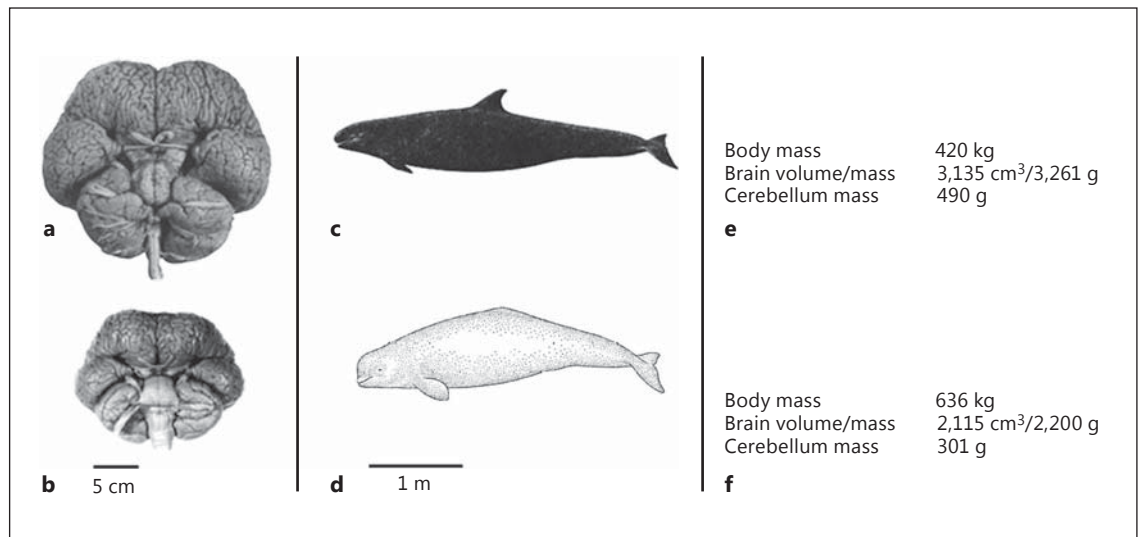 a
c
Body mass 420 kg
Brain volume/mass 3,135 cm³/3,261 g
Cerebellum mass 490 g
e
Body mass 636 kg
Brain volume/mass 2,115 cm³/2,200 g
Cerebellum mass 301 g
b 5 cm
d 1 m
f